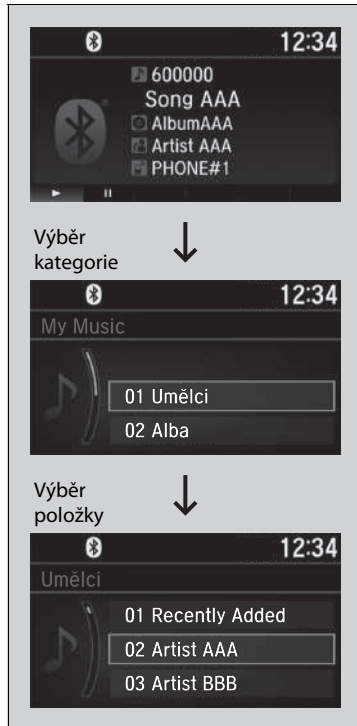 12:34
600000
Song AAA
AlbumAAA
Artist AAA
PHONE#1
Výběr
kategorie
12:34
My Music
01 Umělci
02 Alba
Výběr
položky
12:34
Umělci
01 Recently Added
02 Artist AAA
03 Artist BBB